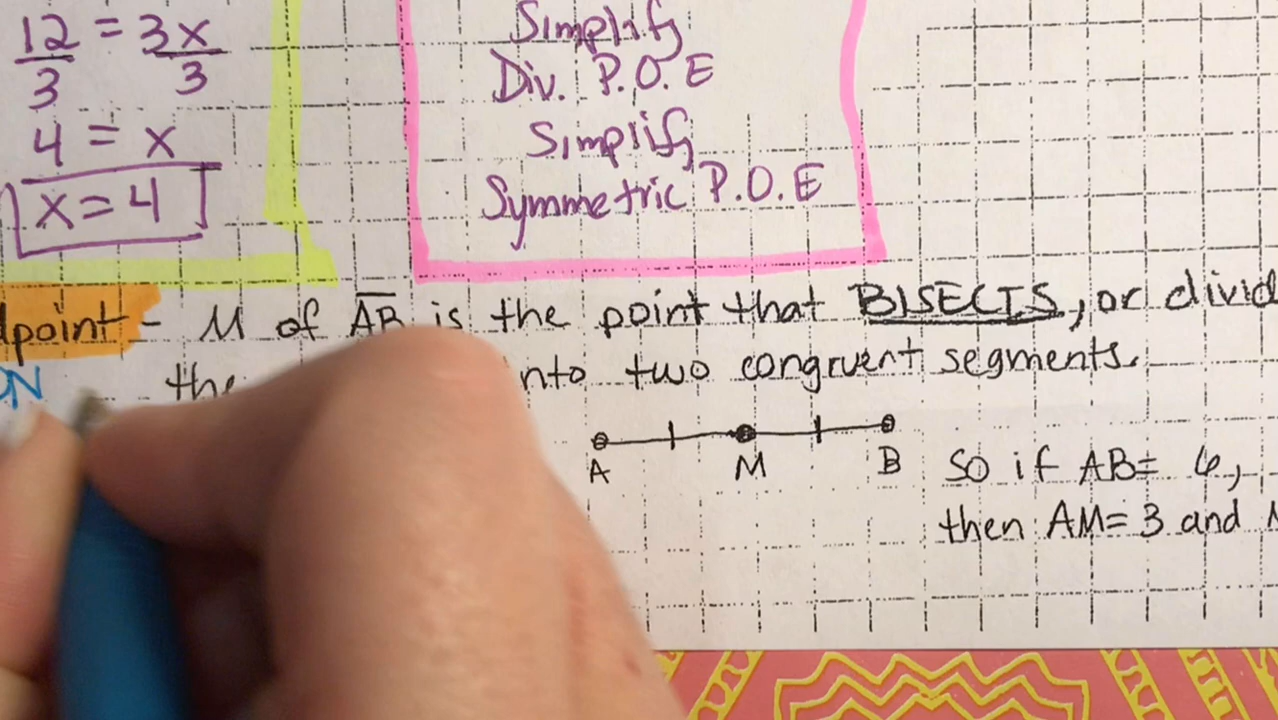 12 = 3x
3 3
4 = x
x = 4
Simplify
Div. P.O.E
Simplify
Symmetric P.O.E
dpoint - M of AB is the point that BISECTS, or divid
the nto two congruent segments.
ON
A M B
So if AB= 6,
then AM= 3 and